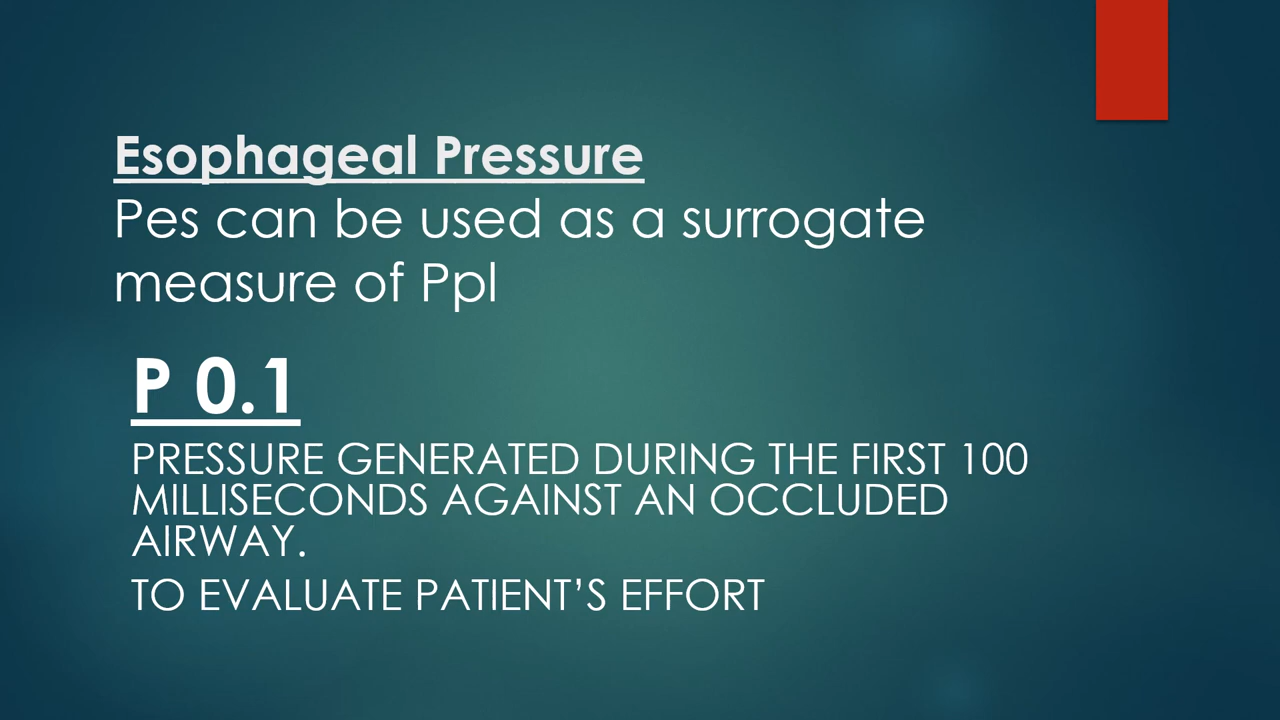 Esophageal Pressure
Pes can be used as a surrogate
measure of Ppl
P 0.1
PRESSURE GENERATED DURING THE FIRST 100
MILLISECONDS AGAINST AN OCCLUDED
AIRWAY.
TO EVALUATE PATIENT’S EFFORT